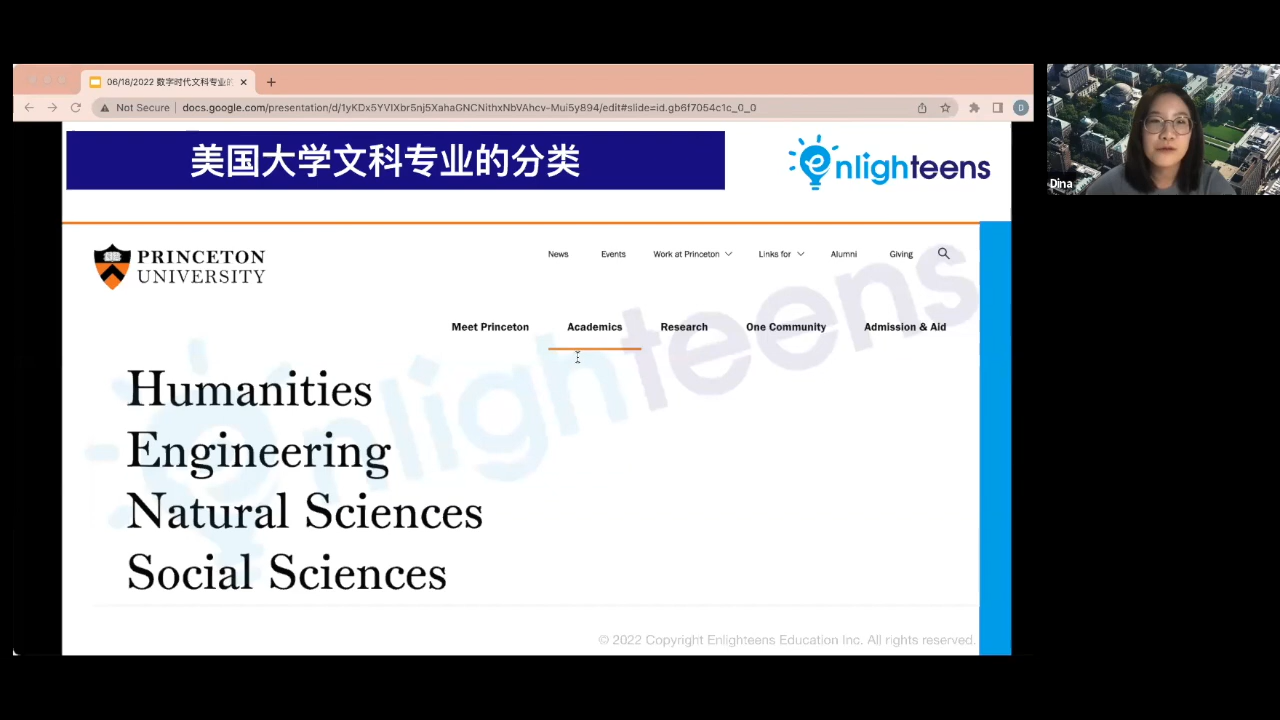 06/18/2022 数字时代文科专业的
Not Secure
docs.google.com/presentation/d/1yKDx5YVIXbr5nj5XahaGNCNithxNbVAhcv-Mui5y894/edit#slide=id.gb6f7054c1c_0_0
D
美国大学文科专业的分类
enlighteens
PRINCETON
UNIVERSITY
News Events Work at Princeton Links for Alumni Giving
Meet Princeton Academics Research One Community Admission & Aid
Humanities
Engineering
Natural Sciences
Social Sciences
enlighteens
© 2022 Copyright Enlighteens Education Inc. All rights reserved.
Dina